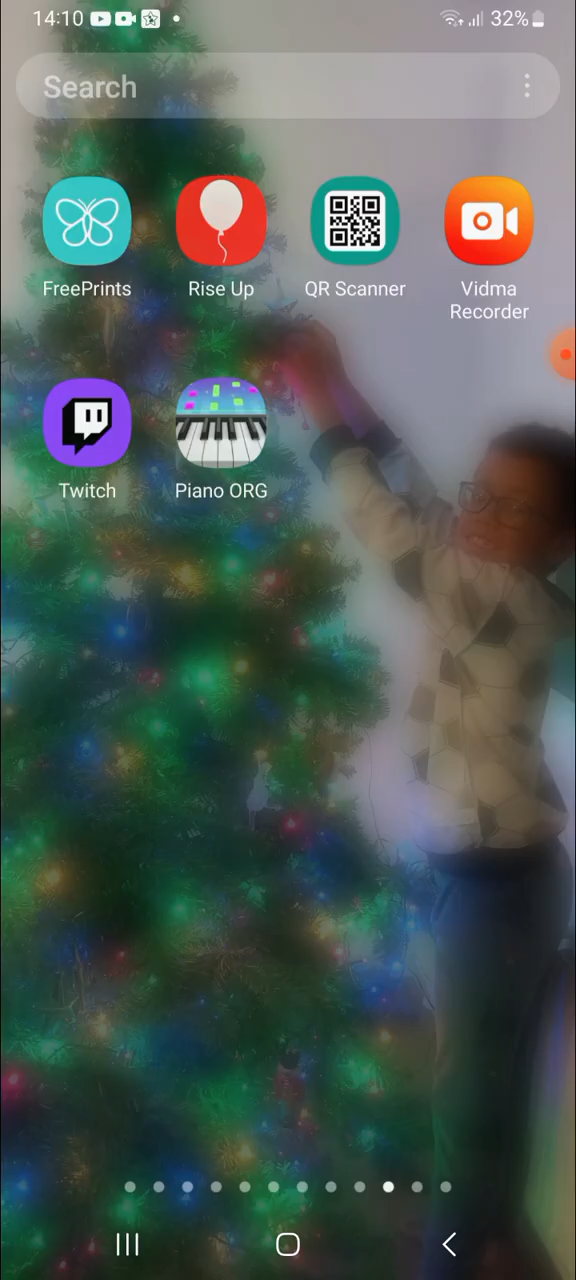 14:10 32%
Search
FreePrints Rise Up QR Scanner Vidma
Recorder
Twitch Piano ORG